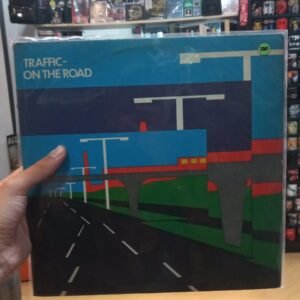 TRAFFIC-
ON THE ROAD